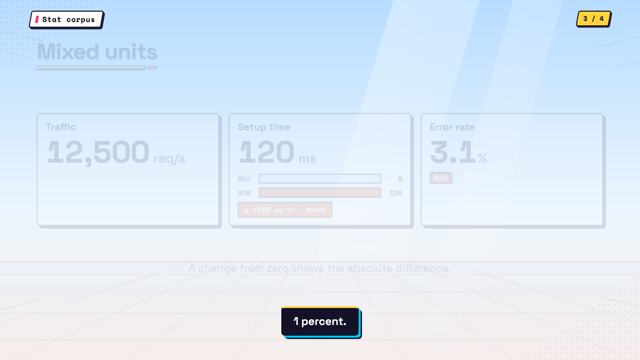 Stat corpus
3 / 4
Mixed units
Traffic
12,500 req/s
Setup time
120 ms
0
NOW 120
Error rate
3.1%
BAD
A change from zero shows the absolute difference.
1 percent.